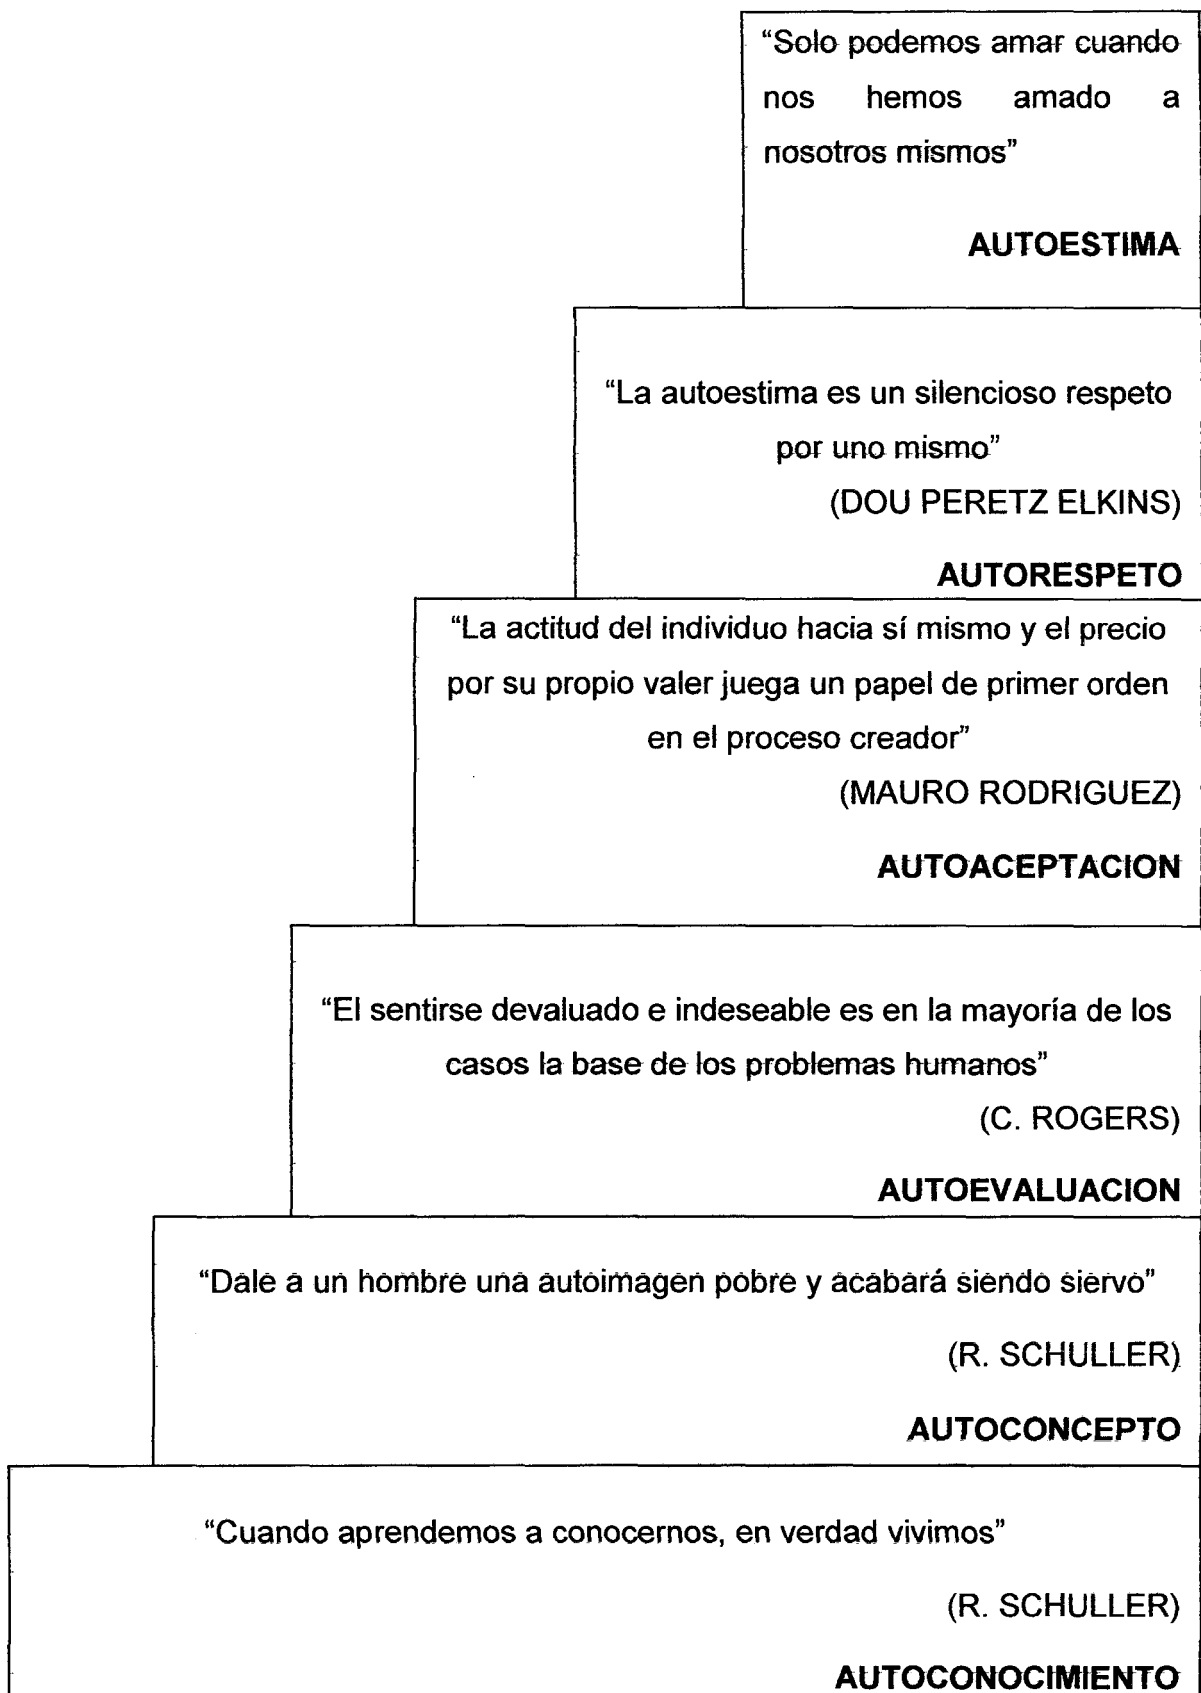 “Solo podemos amar cuando
nos hemos amado a
nosotros mismos”
AUTOESTIMA
“La autoestima es un silencioso respeto
por uno mismo”
(DOU PERETZ ELKINS)
AUTORESPETO
“La actitud del individuo hacia sí mismo y el precio
por su propio valer juega un papel de primer orden
en el proceso creador”
(MAURO RODRIGUEZ)
AUTOACEPTACION
“El sentirse devaluado e indeseable es en la mayoría de los
casos la base de los problemas humanos”
(C. ROGERS)
AUTOEVALUACION
“Dale a un hombre una autoimagen pobre y acabará siendo siervo”
(R. SCHULLER)
AUTOCONCEPTO
“Cuando aprendemos a conocernos, en verdad vivimos”
(R. SCHULLER)
AUTOCONOCIMIENTO